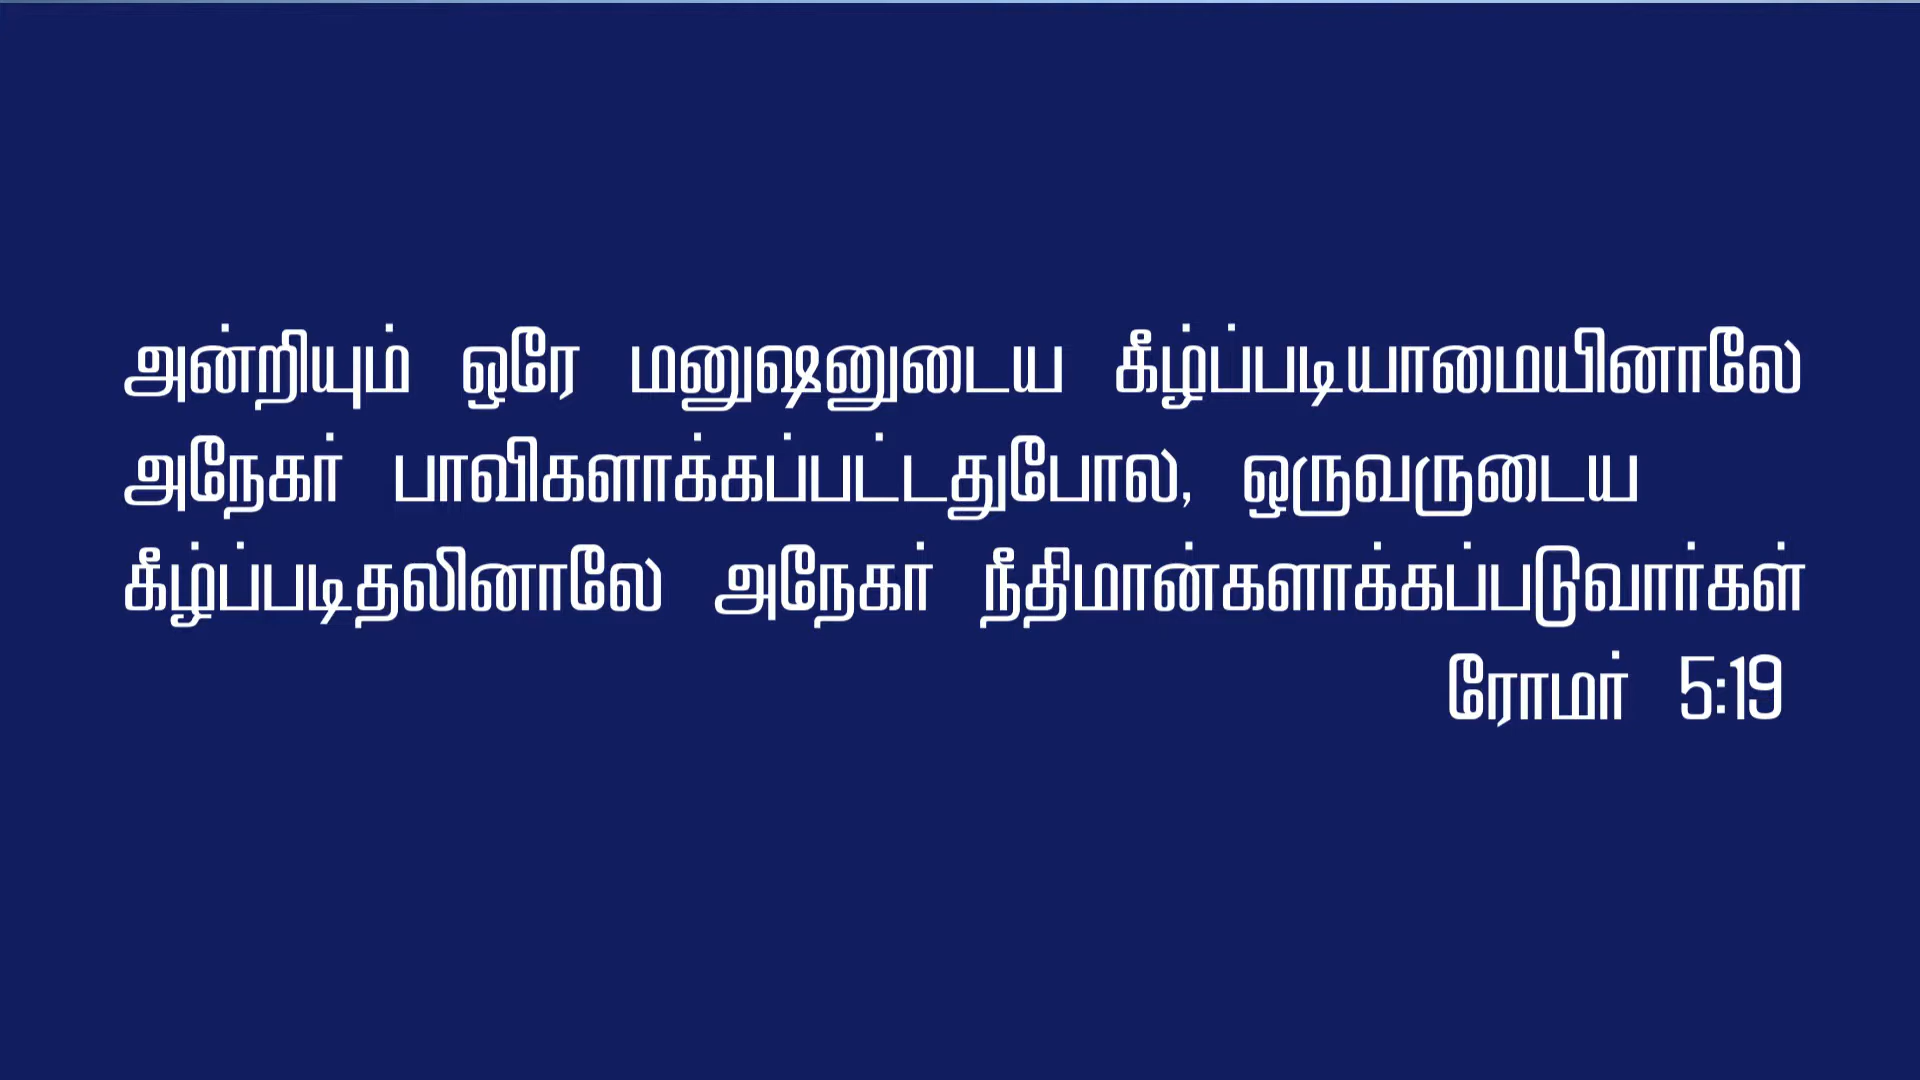 அன்றியும் ஒரே மனுஷனுடைய கீழ்ப்படியாமையினாலே
அநேகர் பாவிகளாக்கப்பட்டதுபோல, ஒருவருடைய
கீழ்ப்படிதலினாலே அநேகர் நீதிமான்களாக்கப்படுவார்கள்
ரோமர் 5:19